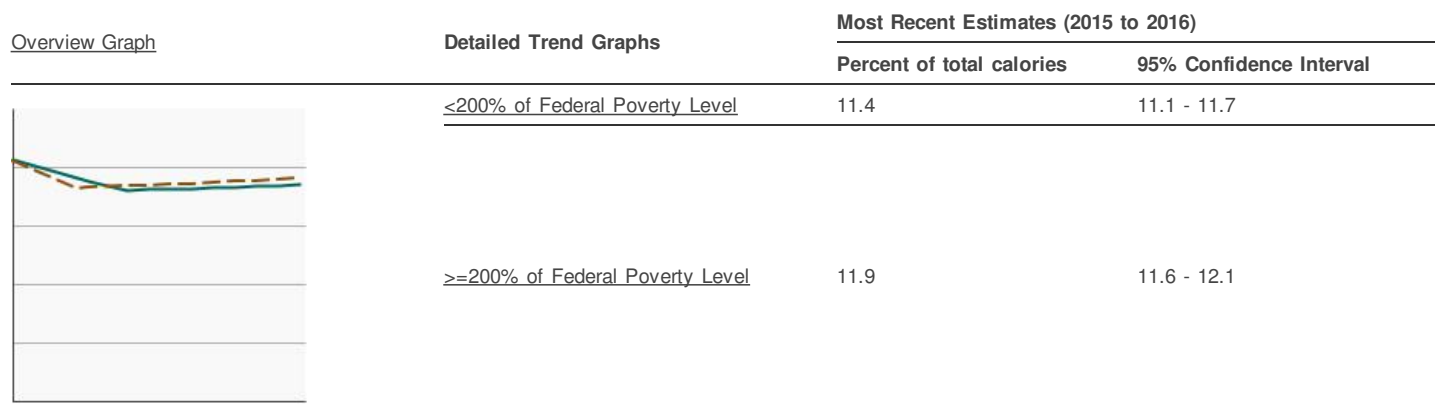 Overview Graph
Detailed Trend Graphs
Most Recent Estimates (2015 to 2016)
Percent of total calories
95% Confidence Interval
<200% of Federal Poverty Level 11.4 11.1 - 11.7
>=200% of Federal Poverty Level 11.9 11.6 - 12.1